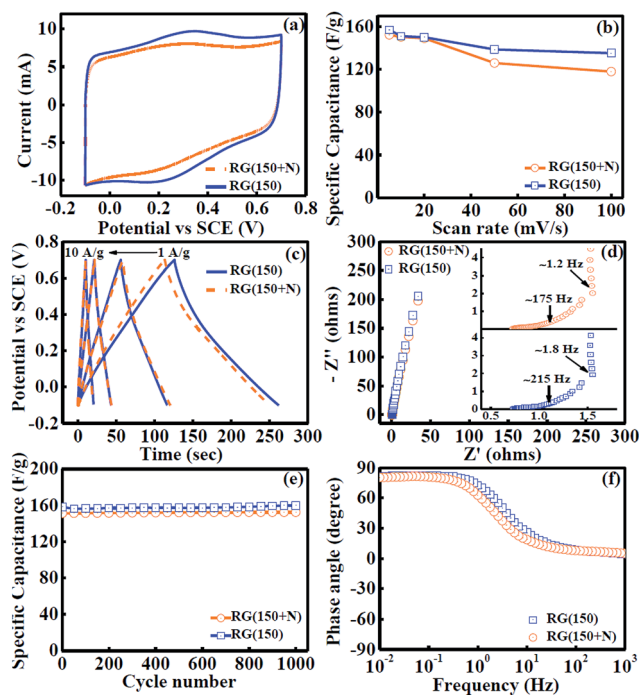 (a)
Current (mA)
10
5
0
-5
-10
RG(150+N)
RG(150)
-0.2 0.0 0.2 0.4 0.6 0.8
Potential vs SCE (V)
(b)
Specific Capacitance (F/g)
160
120
80
40
0
RG(150+N)
RG(150)
0 20 40 60 80 100
Scan rate (mV/s)
(c)
Potential vs SCE (V)
0.8
0.6
0.4
0.2
0.0
-0.2
10 A/g
1 A/g
RG(150)
RG(150+N)
0 50 100 150 200 250 300
Time (sec)
(d)
- Z'' (ohms)
300
250
200
150
100
50
0
RG(150+N)
RG(150)
4
2
0
~1.2 Hz
~175 Hz
4
3
2
1
0
~1.8 Hz
~215 Hz
0.5 1.0 1.5
0 50 100 150 200 250 300
Z' (ohms)
(e)
Specific Capacitance (F/g)
200
160
120
80
40
0
RG(150+N)
RG(150)
0 200 400 600 800 1000
Cycle number
(f)
Phase angle (degree)
90
60
30
0
-30
-60
-90
RG(150)
RG(150+N)
10⁻² 10⁻¹ 10⁰ 10¹ 10² 10³
Frequency (Hz)